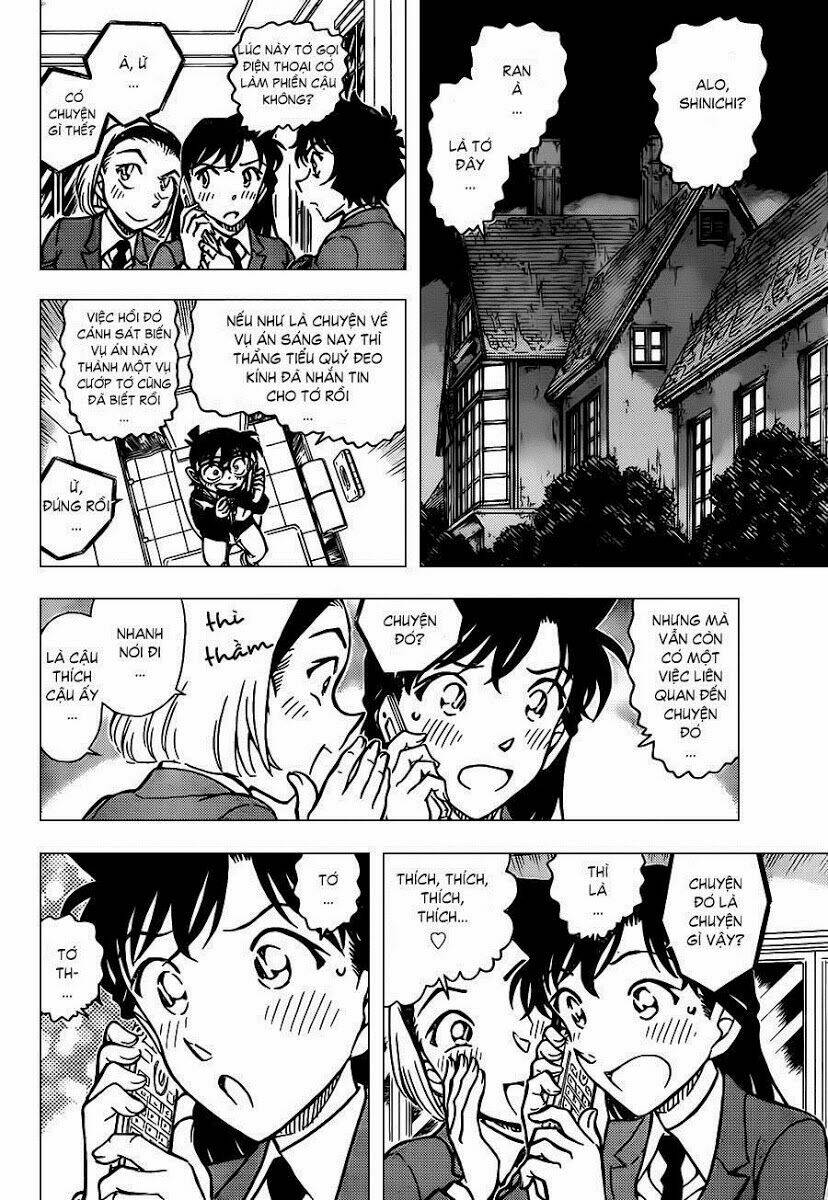 ALO,
SHINICHI?
RAN
À
...
LÀ TỚ
ĐÂY
...
LÚC NÀY TỚ GỌI
ĐIỆN THOẠI CÓ
LÀM PHIỀN CẬU
KHÔNG?
À, Ừ
...
CÓ
CHUYỆN
GÌ THẾ?
NẾU NHƯ LÀ CHUYỆN VỀ
VỤ ÁN SÁNG NAY THÌ
THẰNG TIỂU QUỶ ĐEO
KÍNH ĐÃ NHẮN TIN
CHO TỚ RỒI
...
VIỆC HỒI ĐÓ
CẢNH SÁT BIẾN
VỤ ÁN NÀY
THÀNH MỘT VỤ
CƯỚP TỚ CŨNG
ĐÃ BIẾT RỒI
...
Ừ,
ĐÚNG RỒI
...
NHƯNG MÀ
VẪN CÒN
CÓ MỘT
VIỆC LIÊN
QUAN ĐẾN
CHUYỆN
ĐÓ
...
CHUYỆN
ĐÓ?
thì
thầm
NHANH
NÓI ĐI
...
LÀ CẬU
THÍCH
CẬU ẤY
...
CHUYỆN
ĐÓ LÀ
CHUYỆN
GÌ VẬY?
THÌ
LÀ
...
THÍCH, THÍCH,
THÍCH,
THÍCH...
♡
TỚ
...
TỚ
TH-
...